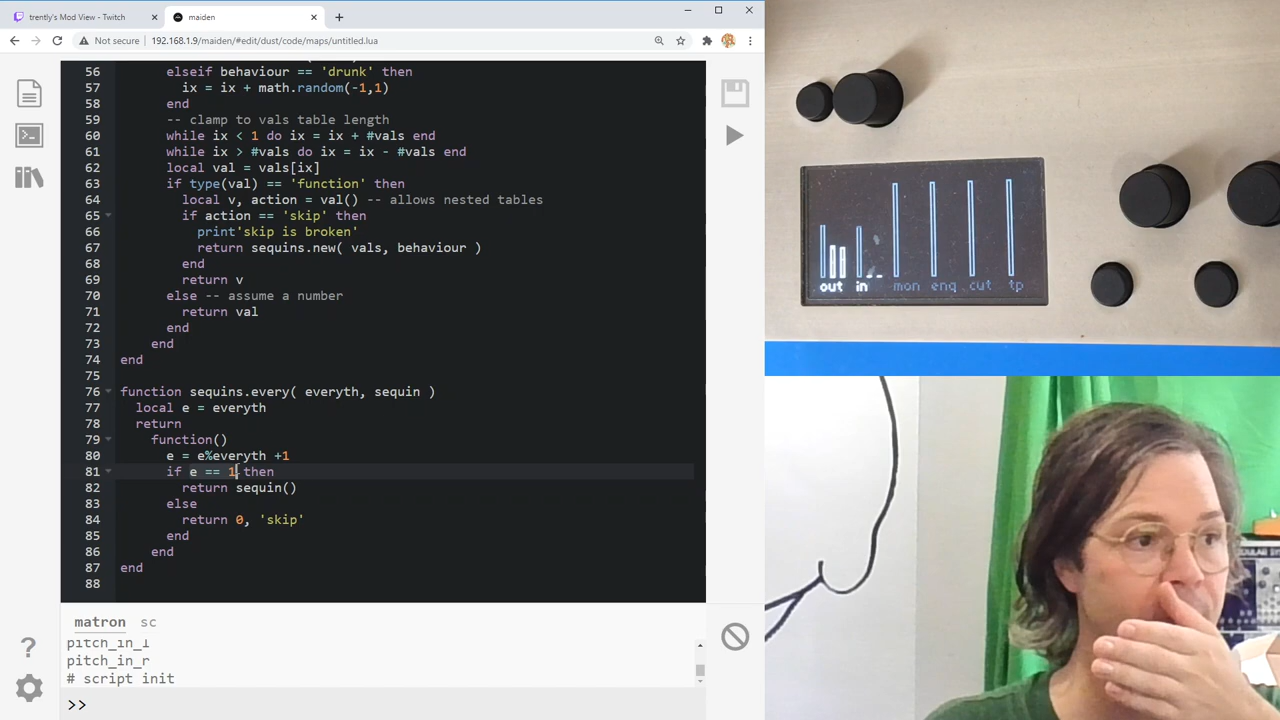 trently's Mod View - Twitch
maiden
Not secure
192.168.1.9/maiden/#edit/dust/code/maps/untitled.lua
56 elseif behaviour == 'drunk' then
57 ix = ix + math.random(-1,1)
58 end
59 -- clamp to vals table length
60 while ix < 1 do ix = ix + #vals end
61 while ix > #vals do ix = ix - #vals end
62 local val = vals[ix]
63 if type(val) == 'function' then
64 local v, action = val() -- allows nested tables
65 if action == 'skip' then
66 print'skip is broken'
67 return sequins.new( vals, behaviour )
68 end
69 return v
70 else -- assume a number
71 return val
72 end
73 end
74 end
75
76 function sequins.every( everyth, sequin )
77 local e = everyth
78 return
79 function()
80 e = e%everyth +1
81 if e == 1 then
82 return sequin()
83 else
84 return 0, 'skip'
85 end
86 end
87 end
88
matron sc
pitch_in_l
pitch_in_r
# script init
>>
out in mon enq cut tp